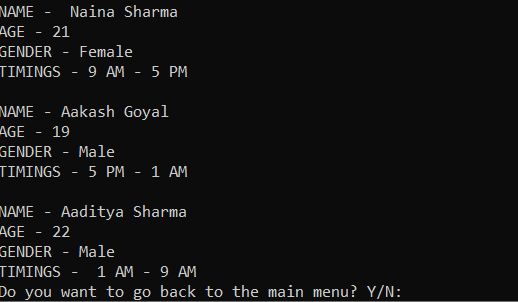 NAME -  Naina Sharma
AGE - 21
GENDER - Female
TIMINGS - 9 AM - 5 PM

NAME - Aakash Goyal
AGE - 19
GENDER - Male
TIMINGS - 5 PM - 1 AM

NAME - Aaditya Sharma
AGE - 22
GENDER - Male
TIMINGS -  1 AM - 9 AM
Do you want to go back to the main menu? Y/N: